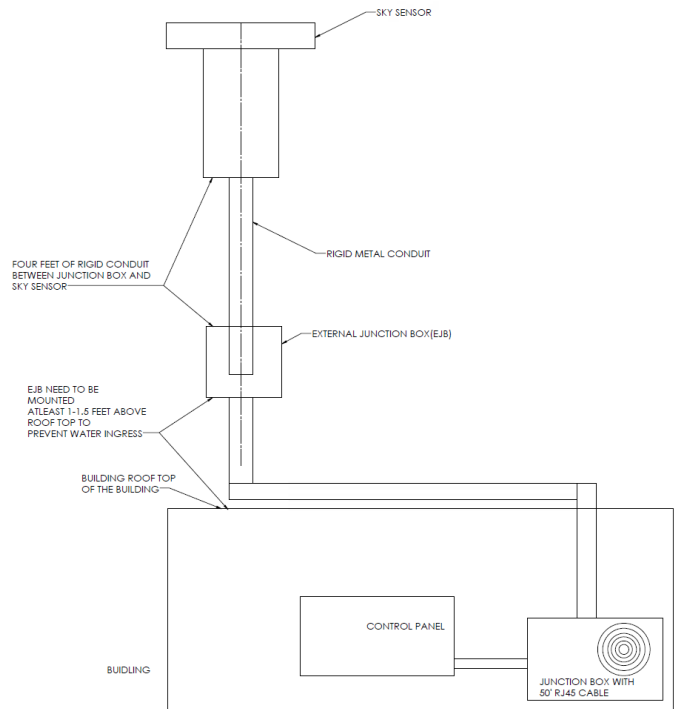 SKY SENSOR
RIGID METAL CONDUIT
FOUR FEET OF RIGID CONDUIT
BETWEEN JUNCTION BOX AND
SKY SENSOR
EXTERNAL JUNCTION BOX(EJB)
EJB NEED TO BE
MOUNTED
ATLEAST 1-1.5 FEET ABOVE
ROOF TOP TO
PREVENT WATER INGRESS
BUILDING ROOF TOP
OF THE BUILDING
CONTROL PANEL
BUIDLING
JUNCTION BOX WITH
50' RJ45 CABLE